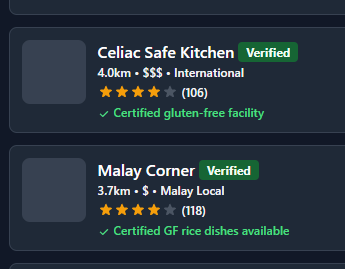 Celiac Safe Kitchen Verified
4.0km • $$$ • International
(106)
✓ Certified gluten-free facility
Malay Corner Verified
3.7km • $ • Malay Local
(118)
✓ Certified GF rice dishes available